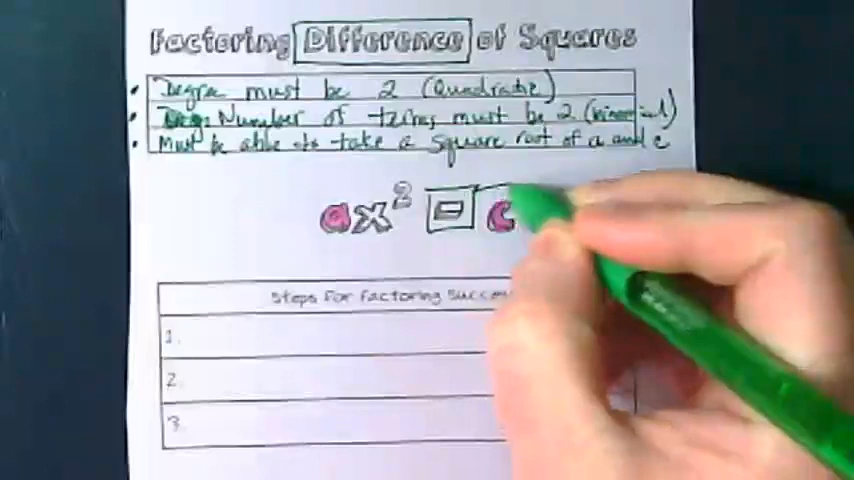 Factoring Difference of Squares
Degree must be 2 (Quadratic)
Number of terms must be 2 (binomial)
Must be able to take a square root of a and c
ax² - c
Steps for Factoring
1.
2.
3.